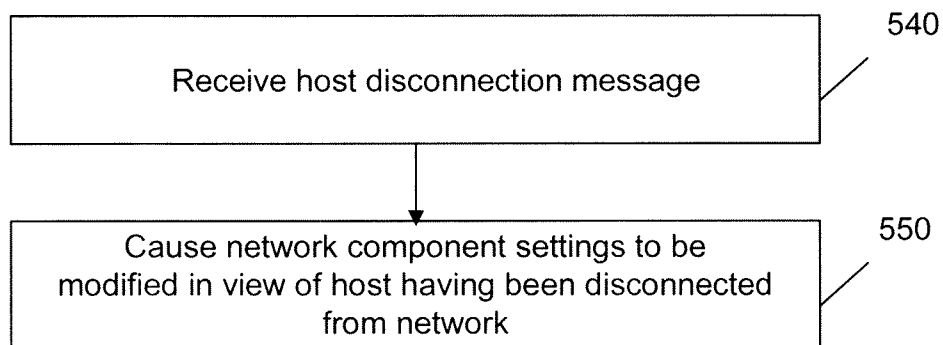 540
Receive host disconnection message
550
Cause network component settings to be
modified in view of host having been disconnected
from network